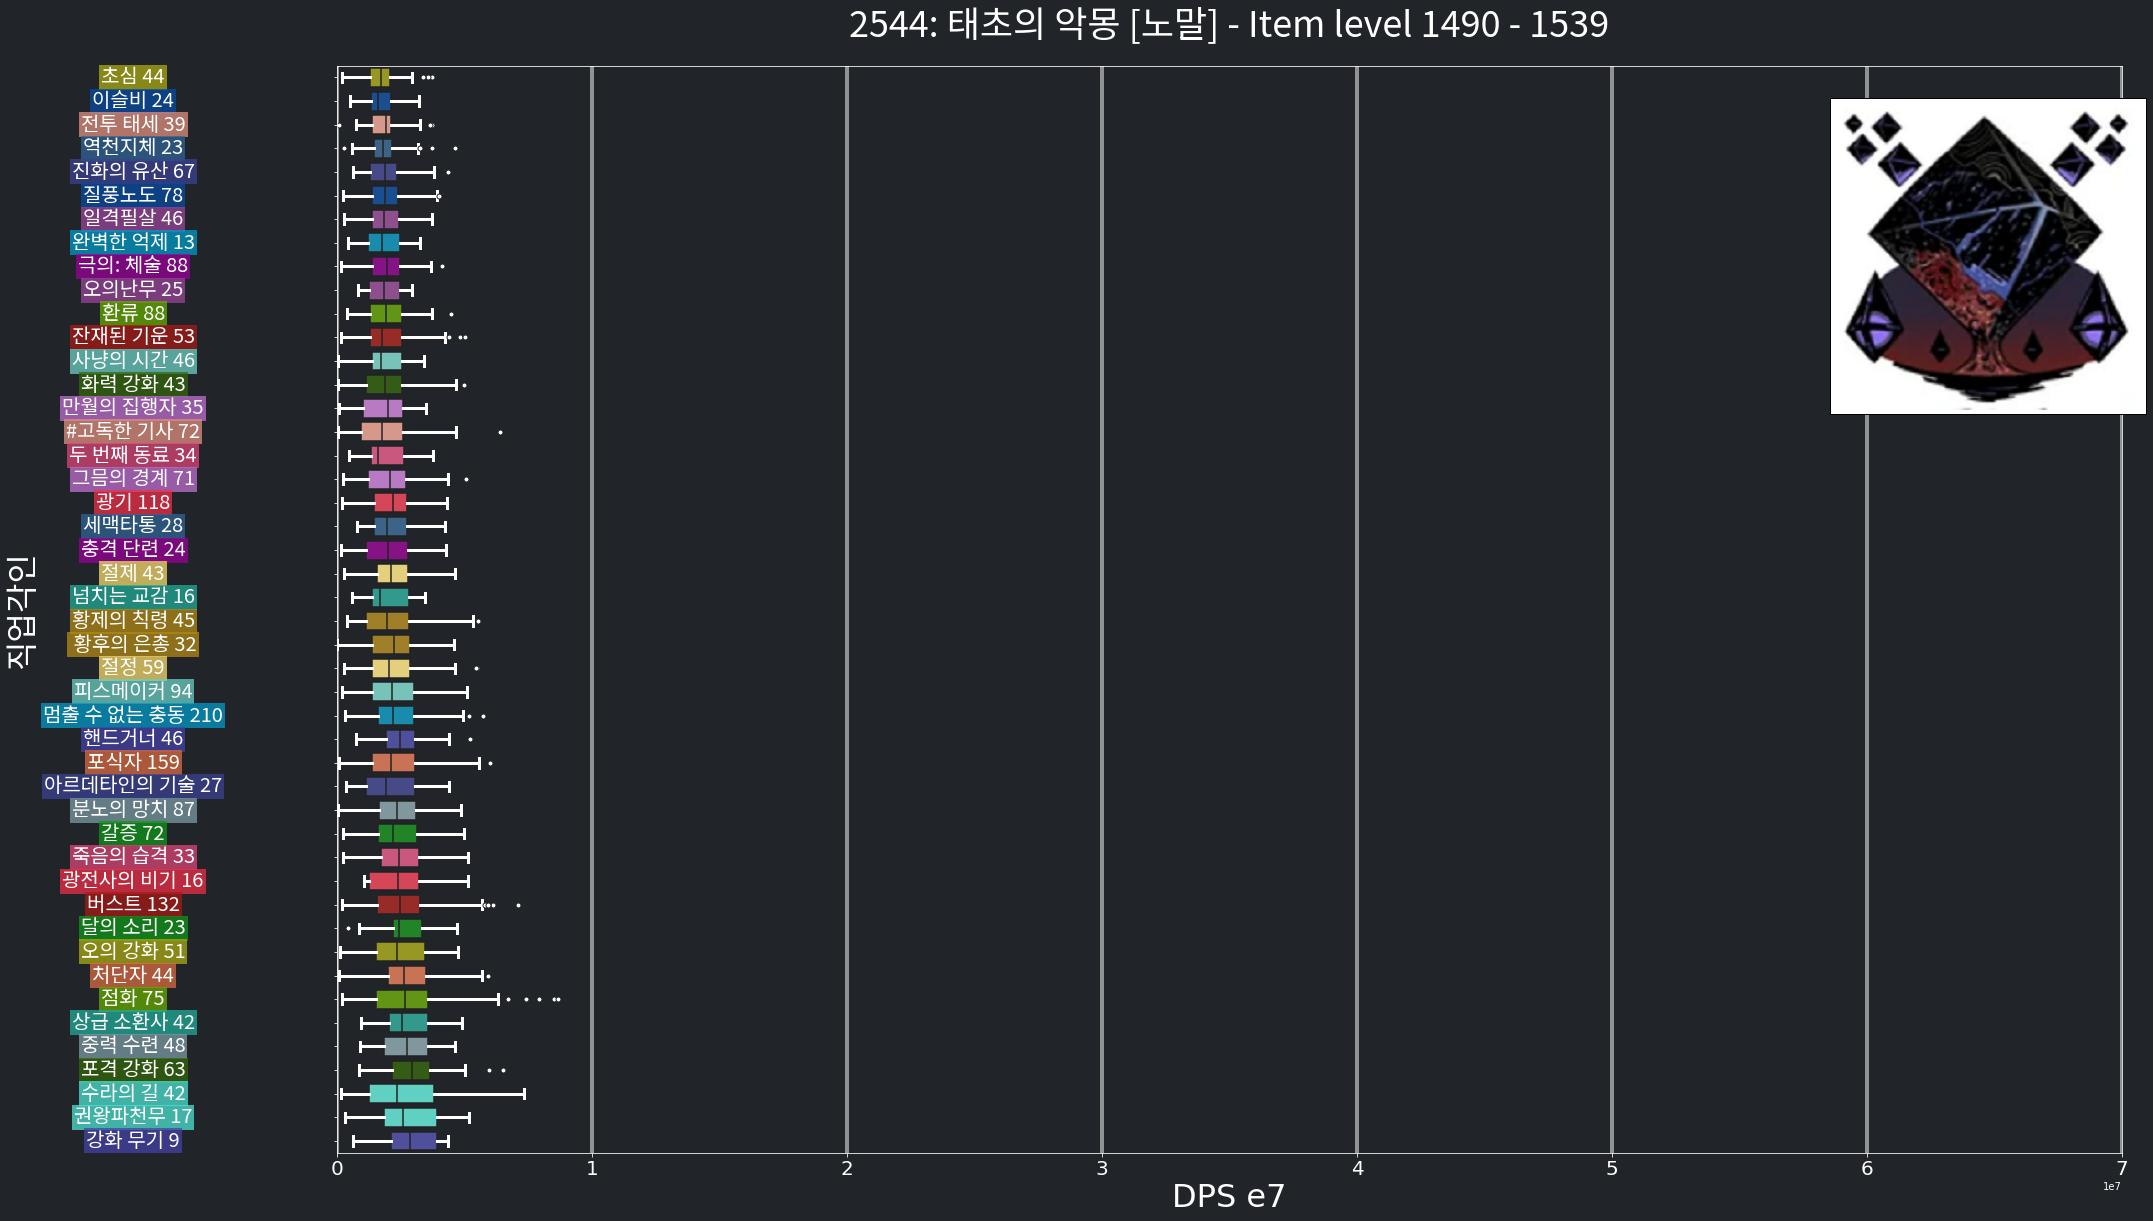 2544: 태초의 악몽 [노말] - Item level 1490 - 1539
직업각인
초심 44
이슬비 24
전투 태세 39
역천지체 23
진화의 유산 67
질풍노도 78
일격필살 46
완벽한 억제 13
극의: 체술 88
오의난무 25
환류 88
잔재된 기운 53
사냥의 시간 46
화력 강화 43
만월의 집행자 35
#고독한 기사 72
두 번째 동료 34
그믐의 경계 71
광기 118
세맥타통 28
충격 단련 24
절제 43
넘치는 교감 16
황제의 칙령 45
황후의 은총 32
절정 59
피스메이커 94
멈출 수 없는 충동 210
핸드거너 46
포식자 159
아르데타인의 기술 27
분노의 망치 87
갈증 72
죽음의 습격 33
광전사의 비기 16
버스트 132
달의 소리 23
오의 강화 51
처단자 44
점화 75
상급 소환사 42
중력 수련 48
포격 강화 63
수라의 길 42
권왕파천무 17
강화 무기 9
0 1 2 3 4 5 6 7
1e7
DPS e7